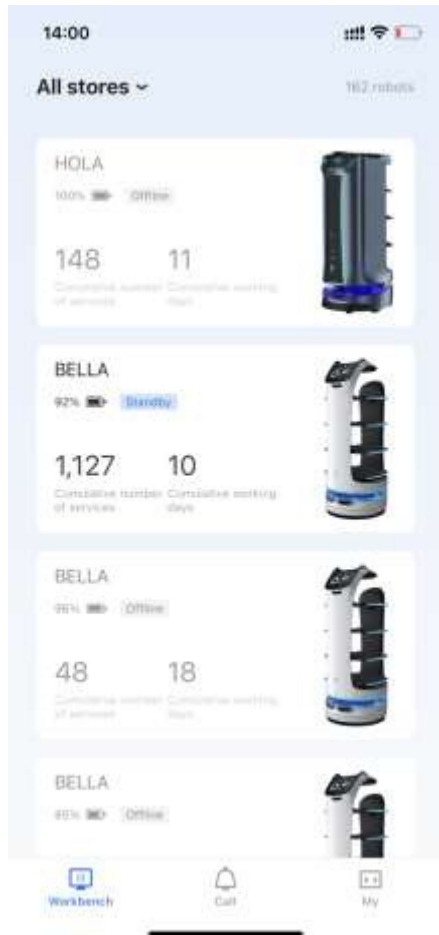 14:00
All stores
162 robots
HOLA
100% Offline
148 11
Cumulative number Cumulative working
of services days
BELLA
92% Standby
1,127 10
Cumulative number Cumulative working
of services days
BELLA
Offline
48 18
Cumulative number Cumulative working
of services days
BELLA
Offline
Workbench Call My